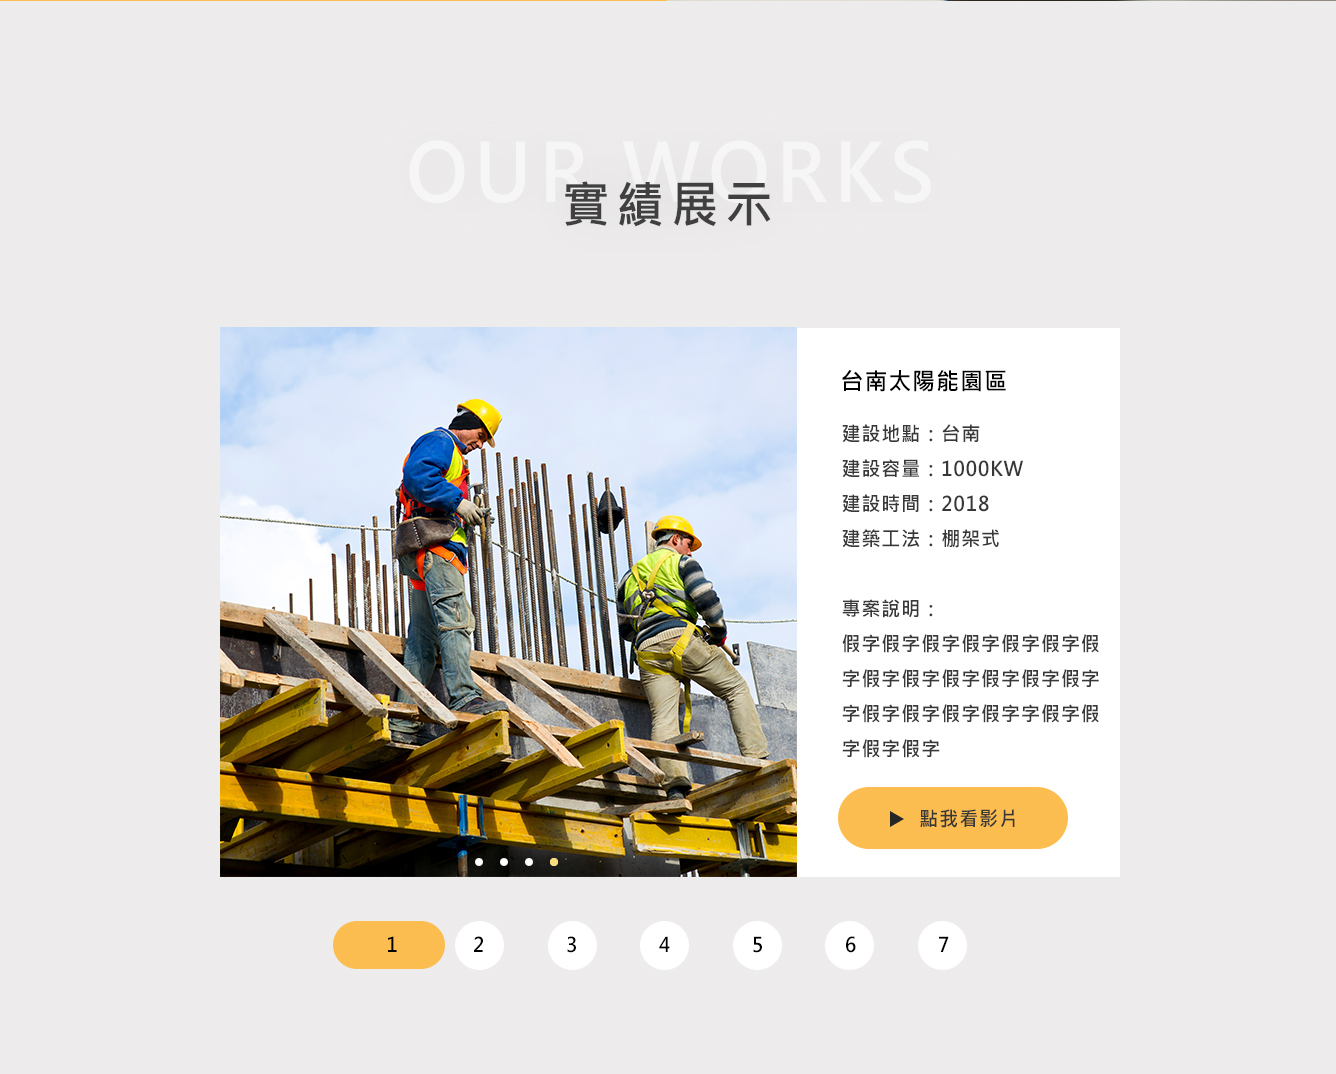 OUR WORKS
實績展示
台南太陽能園區
建設地點：台南
建設容量：1000KW
建設時間：2018
建築工法：棚架式
專案說明：
假字假字假字假字假字假字假
字假字假字假字假字假字假字
字假字假字假字假字字假字假
字假字假字
▶ 點我看影片
1 2 3 4 5 6 7